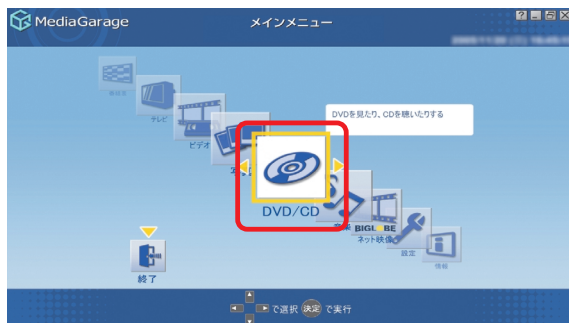 MediaGarage
メインメニュー
テレビ
ビデオ
DVDを見たり、CDを聴いたりする
DVD/CD
音楽
BIGLOBE
ネット映像
設定
情報
終了
で選択 決定 で実行